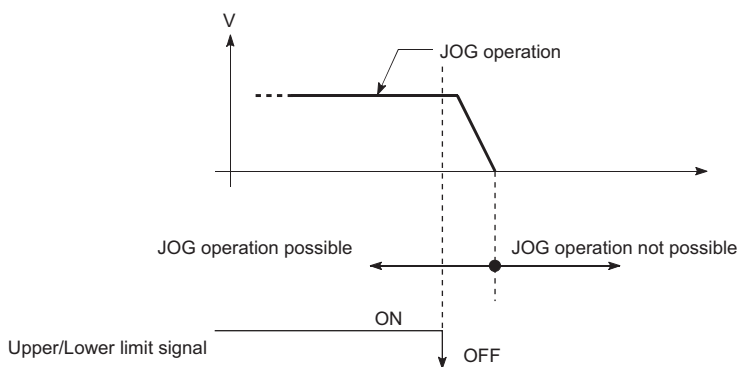 V
JOG operation
JOG operation possible
JOG operation not possible
ON
Upper/Lower limit signal
OFF